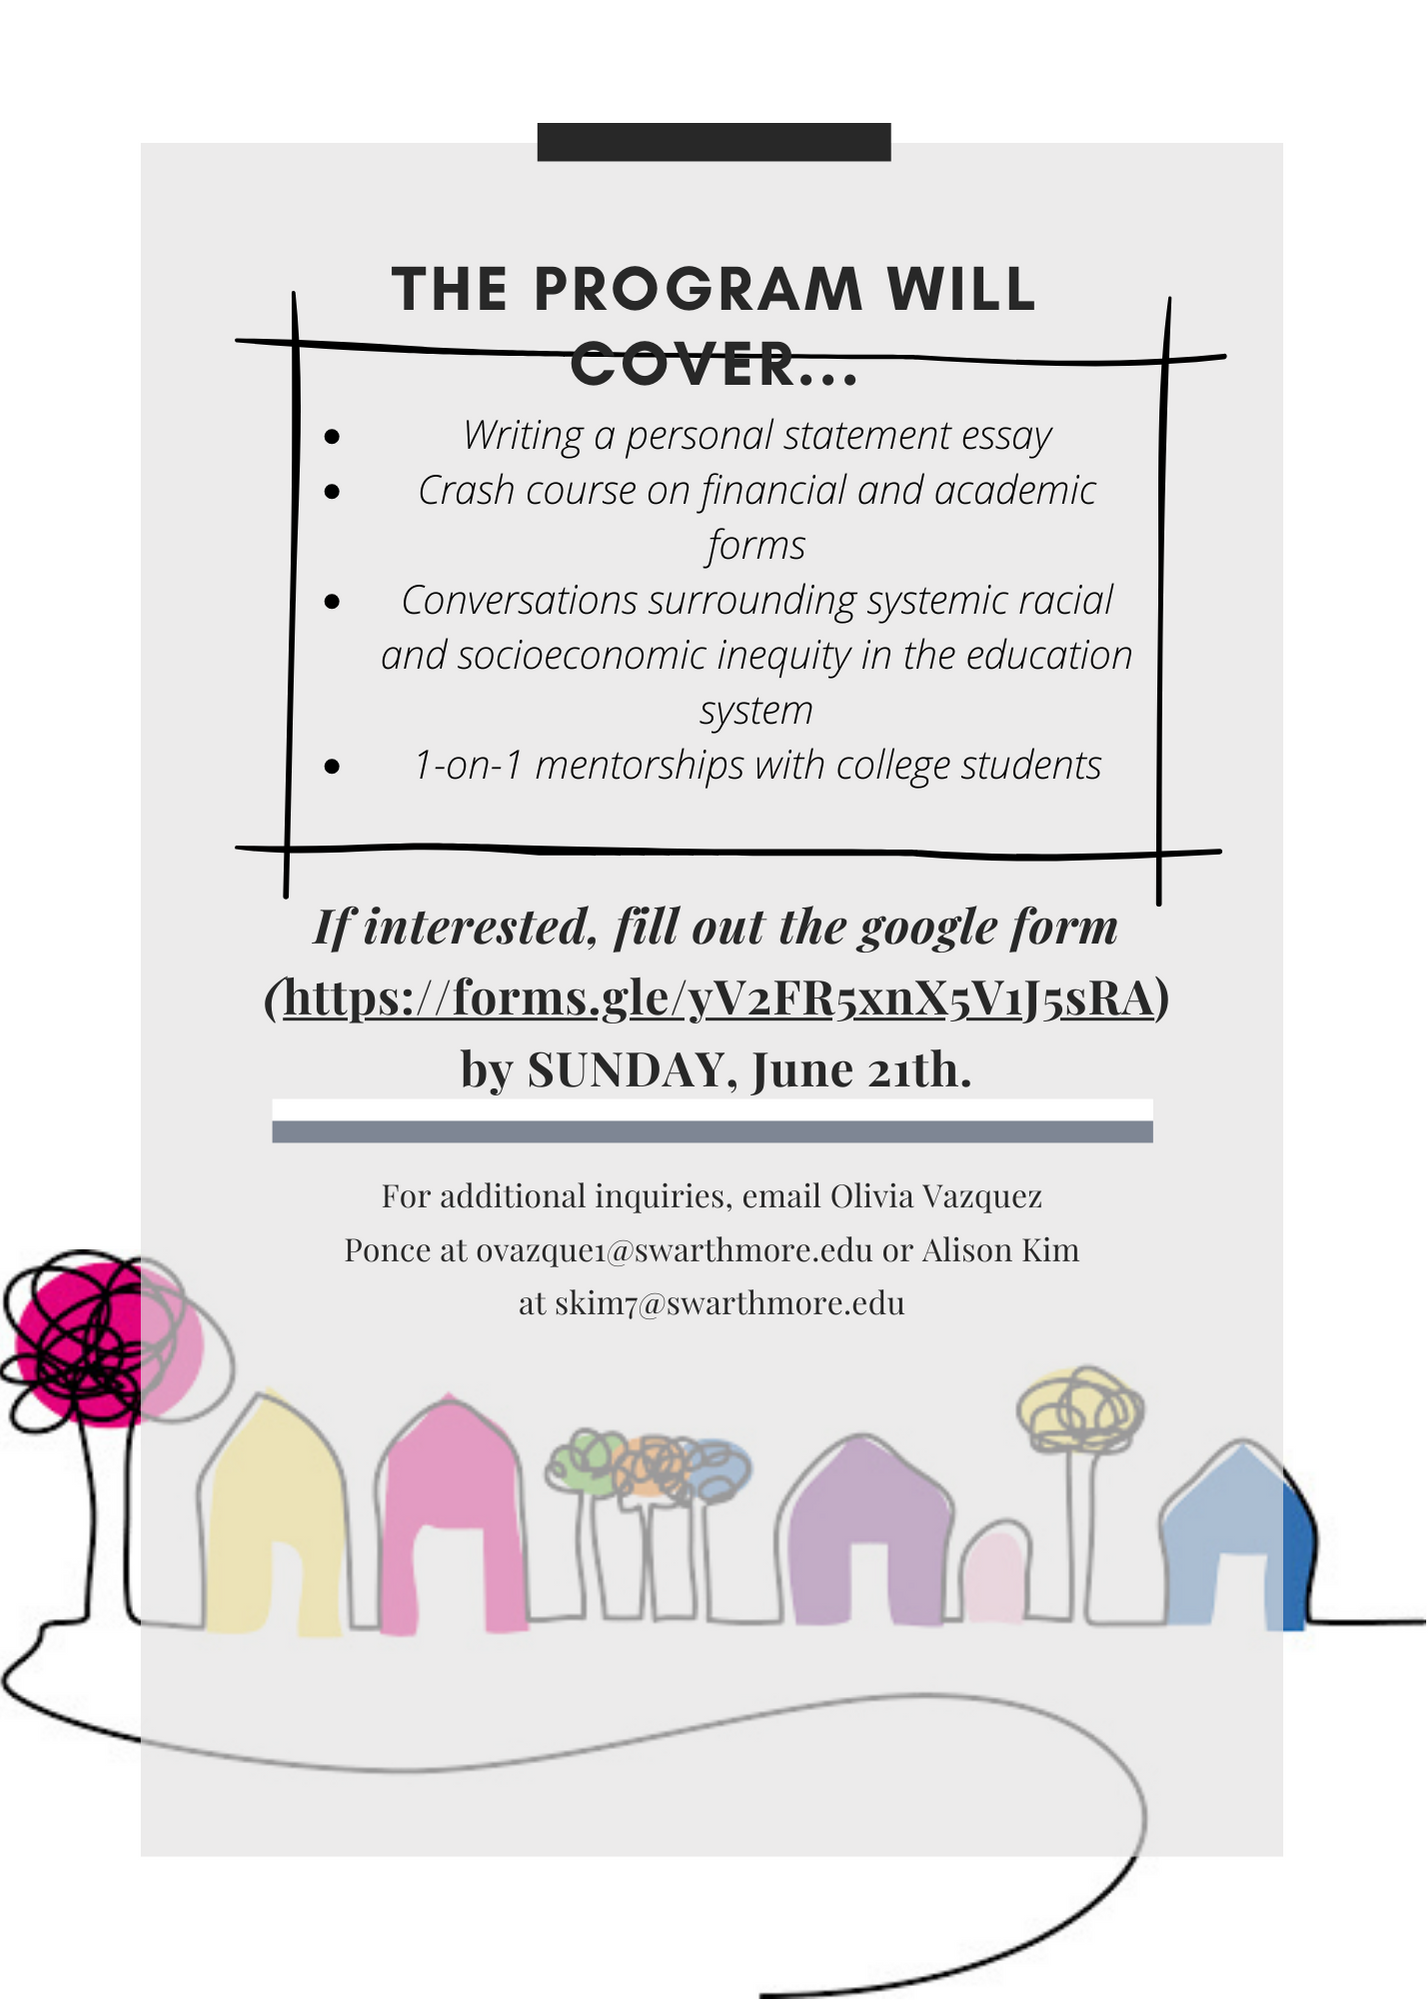 THE PROGRAM WILL
COVER...
• Writing a personal statement essay
• Crash course on financial and academic
forms
• Conversations surrounding systemic racial
and socioeconomic inequity in the education
system
• 1-on-1 mentorships with college students
If interested, fill out the google form
(https://forms.gle/yV2FR5xnX5V1J5sRA)
by SUNDAY, June 21th.
For additional inquiries, email Olivia Vazquez
Ponce at ovazque1@swarthmore.edu or Alison Kim
at skim7@swarthmore.edu